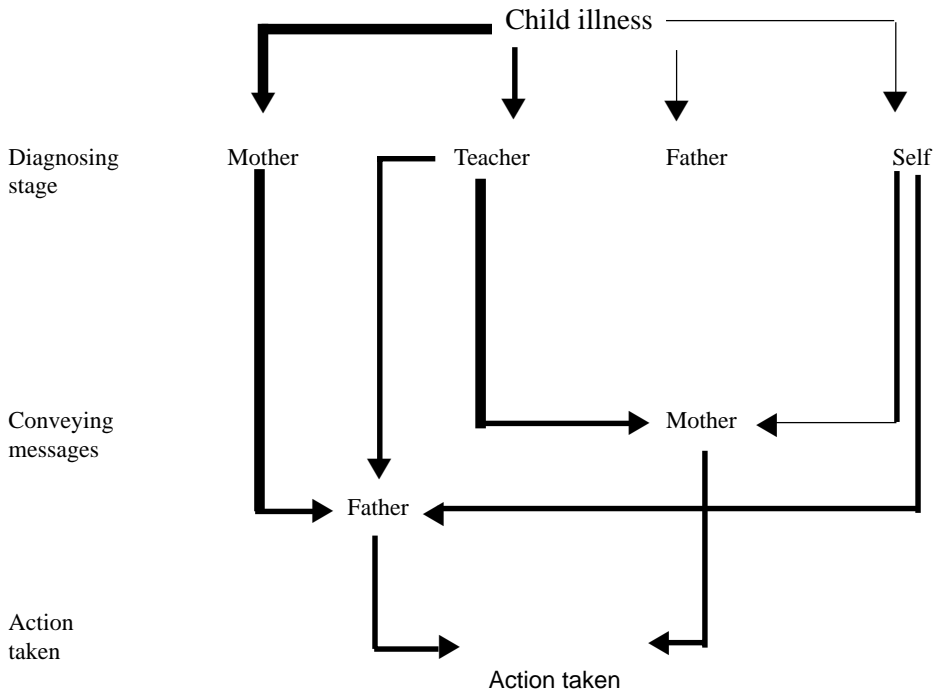 Child illness
Diagnosing
stage
Mother
Teacher
Father
Self
Conveying
messages
Mother
Father
Action
taken
Action taken